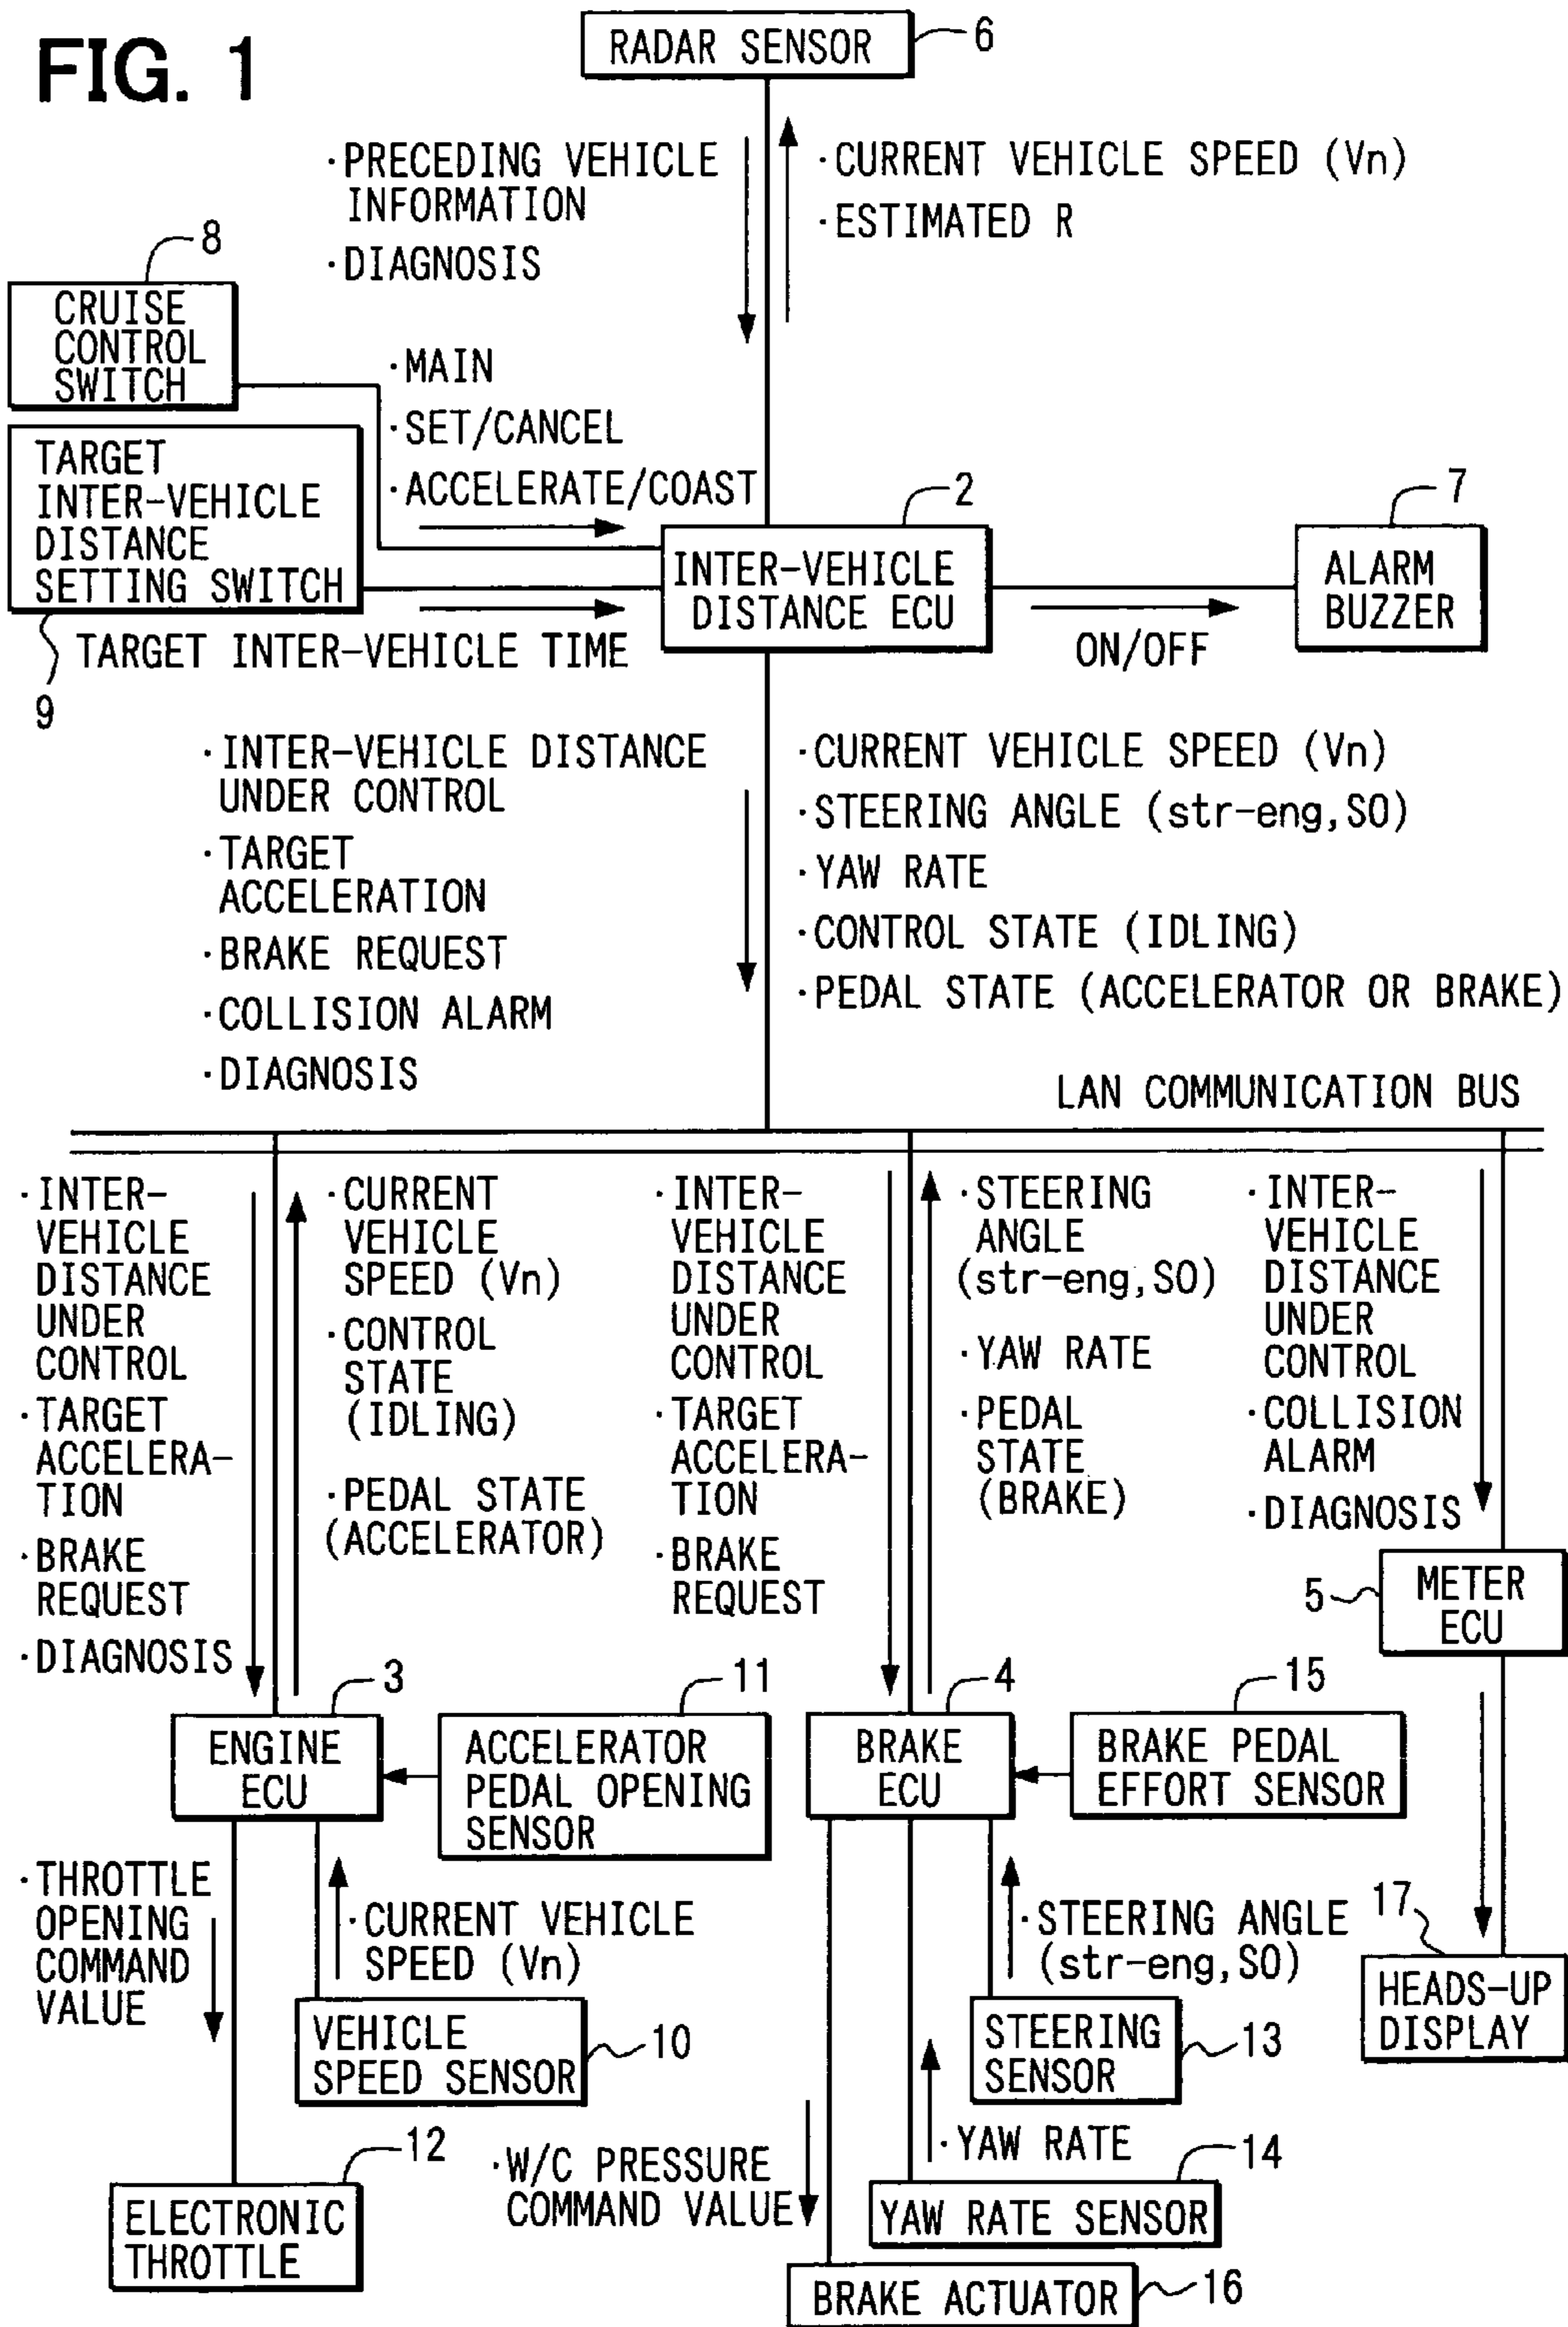 FIG. 1
RADAR SENSOR
6
·PRECEDING VEHICLE
INFORMATION
·DIAGNOSIS
·CURRENT VEHICLE SPEED (Vn)
·ESTIMATED R
8
CRUISE
CONTROL
SWITCH
·MAIN
·SET/CANCEL
·ACCELERATE/COAST
TARGET
INTER-VEHICLE
DISTANCE
SETTING SWITCH
9
TARGET INTER-VEHICLE TIME
2
INTER-VEHICLE
DISTANCE ECU
ON/OFF
7
ALARM
BUZZER
·INTER-VEHICLE DISTANCE
UNDER CONTROL
·TARGET
ACCELERATION
·BRAKE REQUEST
·COLLISION ALARM
·DIAGNOSIS
·CURRENT VEHICLE SPEED (Vn)
·STEERING ANGLE (str-eng,SO)
·YAW RATE
·CONTROL STATE (IDLING)
·PEDAL STATE (ACCELERATOR OR BRAKE)
LAN COMMUNICATION BUS
·INTER-
VEHICLE
DISTANCE
UNDER
CONTROL
·TARGET
ACCELERA-
TION
·BRAKE
REQUEST
·DIAGNOSIS
·CURRENT
VEHICLE
SPEED (Vn)
·CONTROL
STATE
(IDLING)
·PEDAL STATE
(ACCELERATOR)
·INTER-
VEHICLE
DISTANCE
UNDER
CONTROL
·TARGET
ACCELERA-
TION
·BRAKE
REQUEST
·STEERING
ANGLE
(str-eng,SO)
·YAW RATE
·PEDAL
STATE
(BRAKE)
·INTER-
VEHICLE
DISTANCE
UNDER
CONTROL
·COLLISION
ALARM
·DIAGNOSIS
5
METER
ECU
3
ENGINE
ECU
11
ACCELERATOR
PEDAL OPENING
SENSOR
4
BRAKE
ECU
15
BRAKE PEDAL
EFFORT SENSOR
·THROTTLE
OPENING
COMMAND
VALUE
·CURRENT VEHICLE
SPEED (Vn)
VEHICLE
SPEED SENSOR
10
·STEERING ANGLE
(str-eng,SO)
STEERING
SENSOR
13
17
HEADS-UP
DISPLAY
12
ELECTRONIC
THROTTLE
·W/C PRESSURE
COMMAND VALUE
·YAW RATE
14
YAW RATE SENSOR
BRAKE ACTUATOR
16